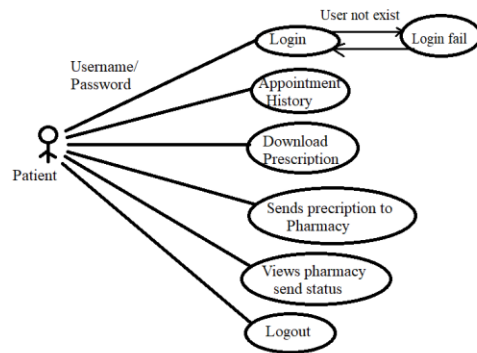 User not exist
Login
Login fail
Username/
Password
Appointment
History
Download
Prescription
Patient
Sends precription to
Pharmacy
Views pharmacy
send status
Logout